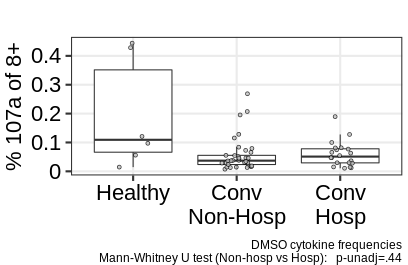 % 107a of 8+
0.4
0.3
0.2
0.1
0
Healthy
Conv
Non-Hosp
Conv
Hosp
DMSO cytokine frequencies
Mann-Whitney U test (Non-hosp vs Hosp): p-unadj=.44